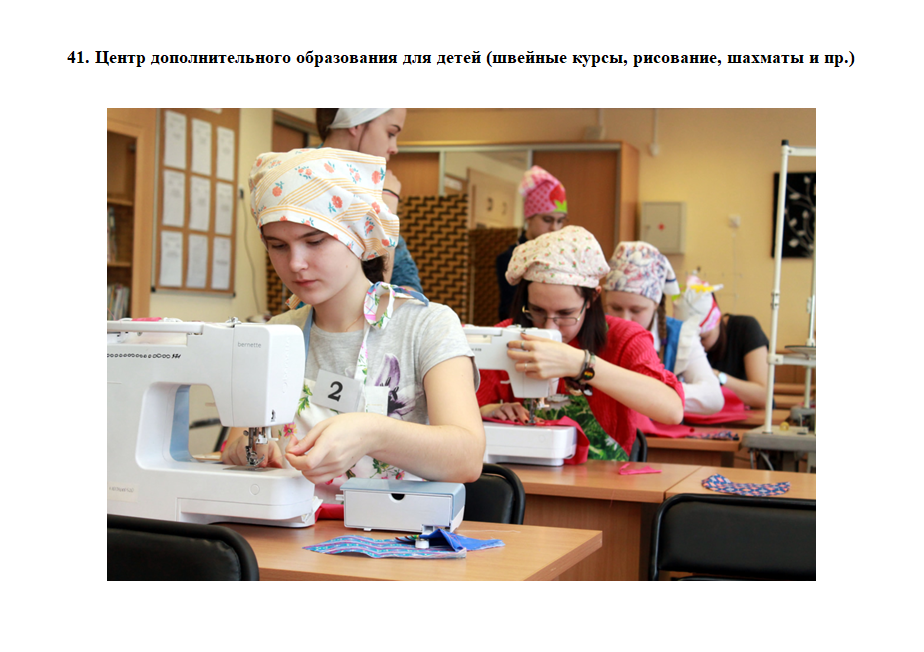 41. Центр дополнительного образования для детей (швейные курсы, рисование, шахматы и пр.)
bernette
2